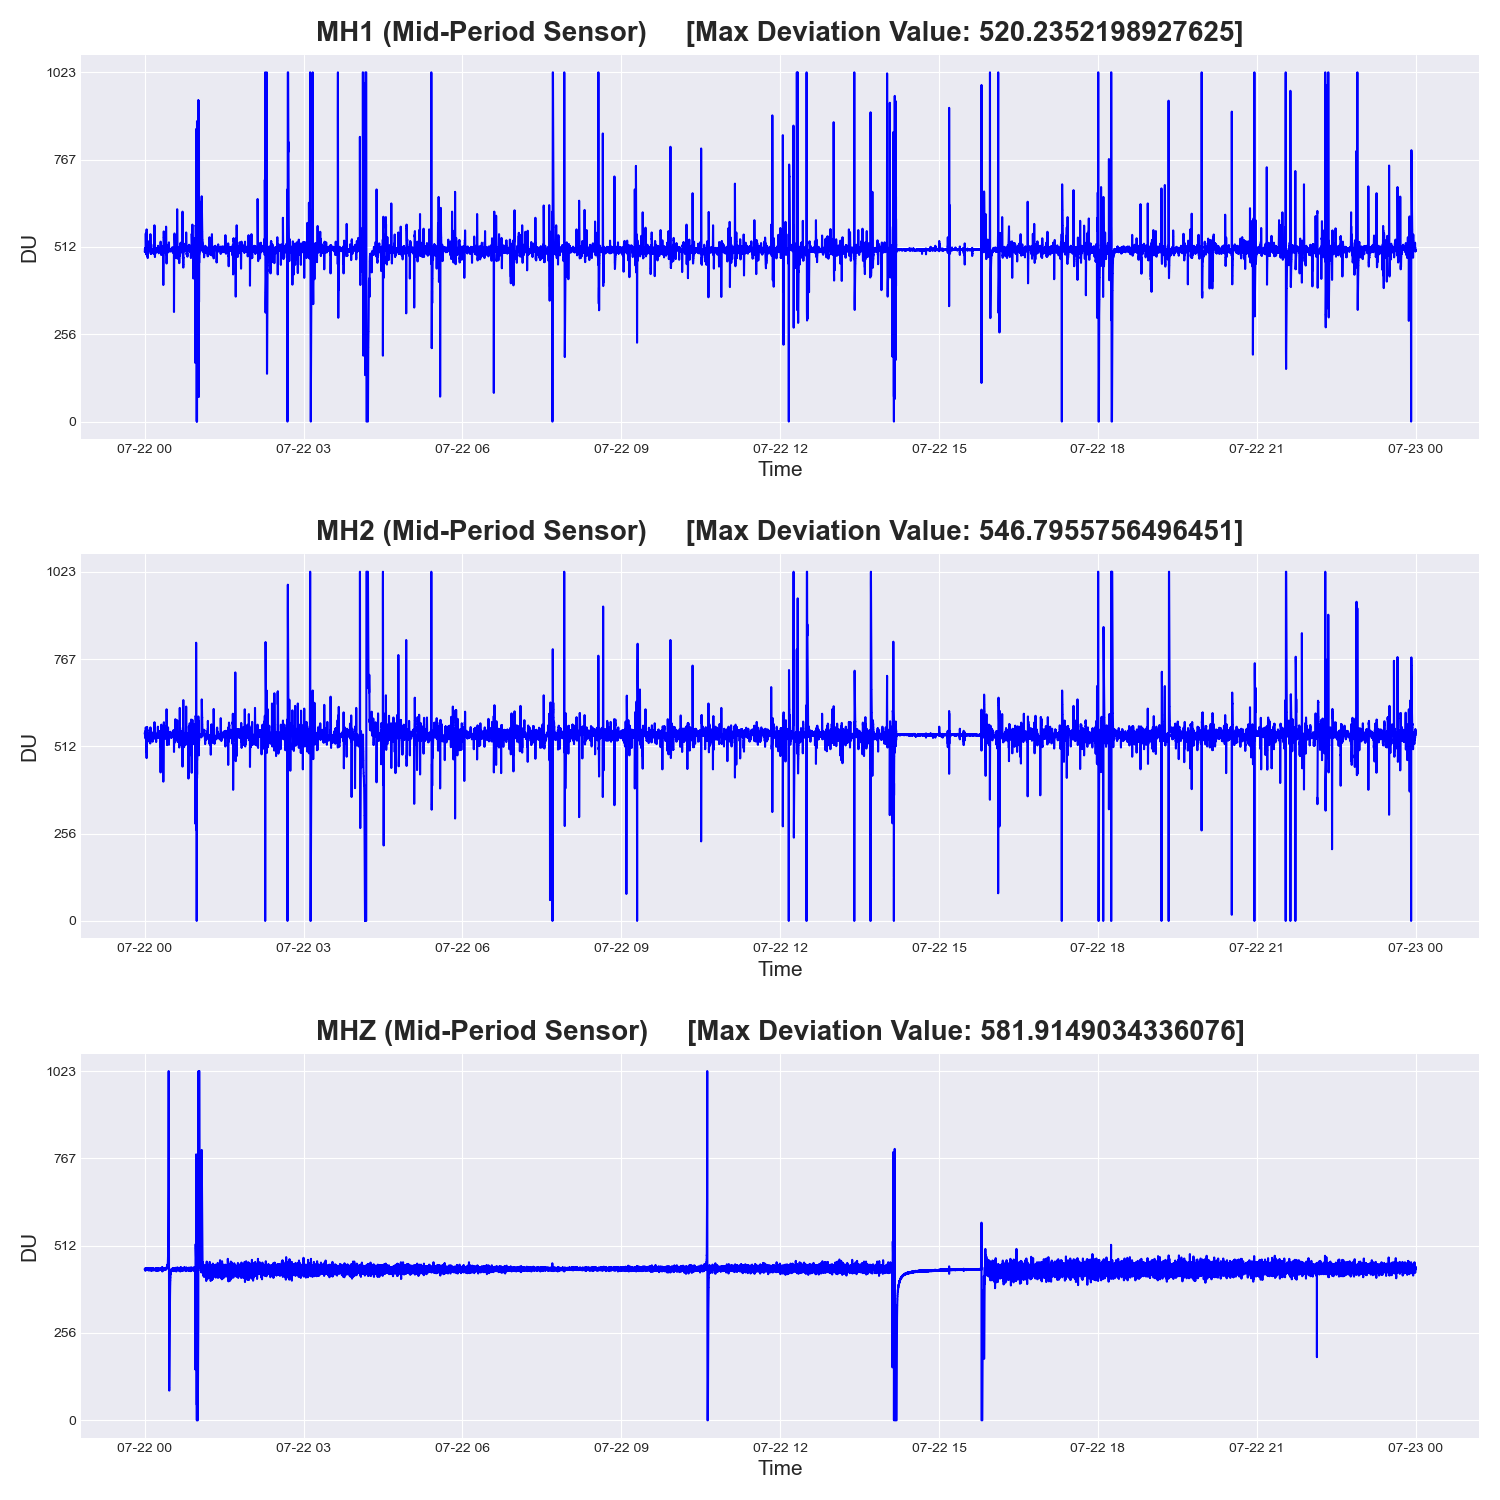 MH1 (Mid-Period Sensor) [Max Deviation Value: 520.2352198927625]
1023
767
512
256
0
DU
07-22 00 07-22 03 07-22 06 07-22 09 07-22 12 07-22 15 07-22 18 07-22 21 07-23 00
Time
MH2 (Mid-Period Sensor) [Max Deviation Value: 546.7955756496451]
1023
767
512
256
0
DU
07-22 00 07-22 03 07-22 06 07-22 09 07-22 12 07-22 15 07-22 18 07-22 21 07-23 00
Time
MHZ (Mid-Period Sensor) [Max Deviation Value: 581.9149034336076]
1023
767
512
256
0
DU
07-22 00 07-22 03 07-22 06 07-22 09 07-22 12 07-22 15 07-22 18 07-22 21 07-23 00
Time